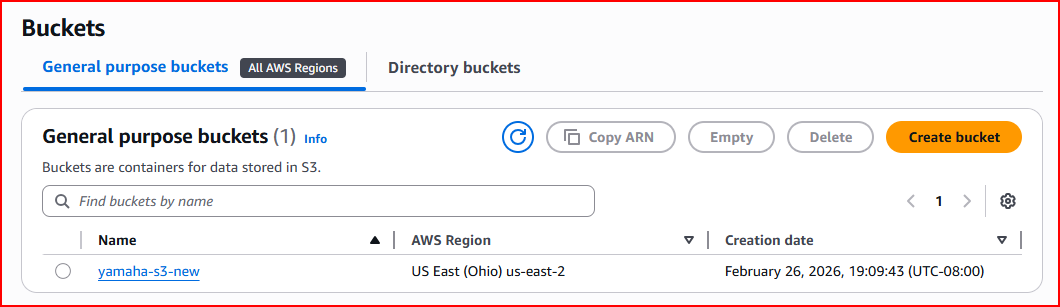 Buckets
General purpose buckets All AWS Regions Directory buckets
General purpose buckets (1) Info Copy ARN Empty Delete Create bucket
Buckets are containers for data stored in S3.
Find buckets by name 1
Name AWS Region Creation date
yamaha-s3-new US East (Ohio) us-east-2 February 26, 2026, 19:09:43 (UTC-08:00)